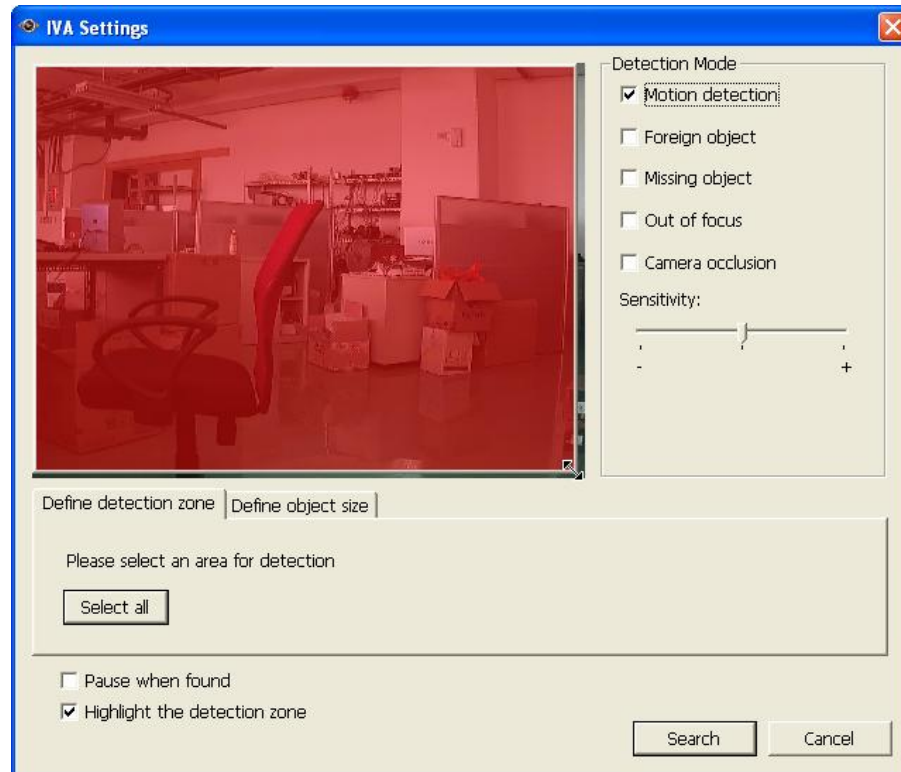 IVA Settings
Detection Mode
Motion detection
Foreign object
Missing object
Out of focus
Camera occlusion
Sensitivity:
- +
Define detection zone Define object size
Please select an area for detection
Select all
Pause when found
Highlight the detection zone
Search Cancel